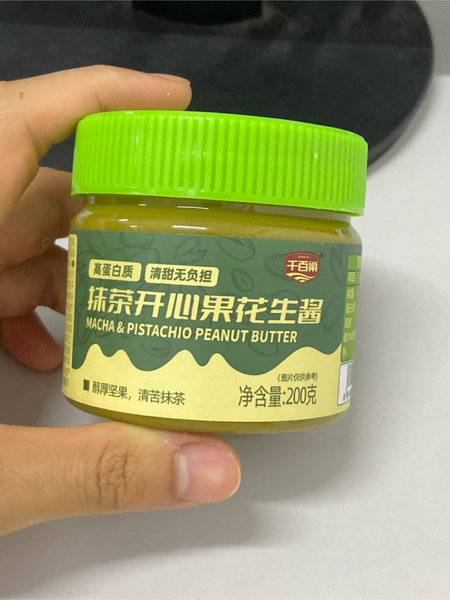 千百巢
高蛋白质 清甜无负担
抹茶开心果花生酱
MACHA & PISTACHIO PEANUT BUTTER
(图片仅供参考)
醇厚坚果，清苦抹茶
净含量:200克